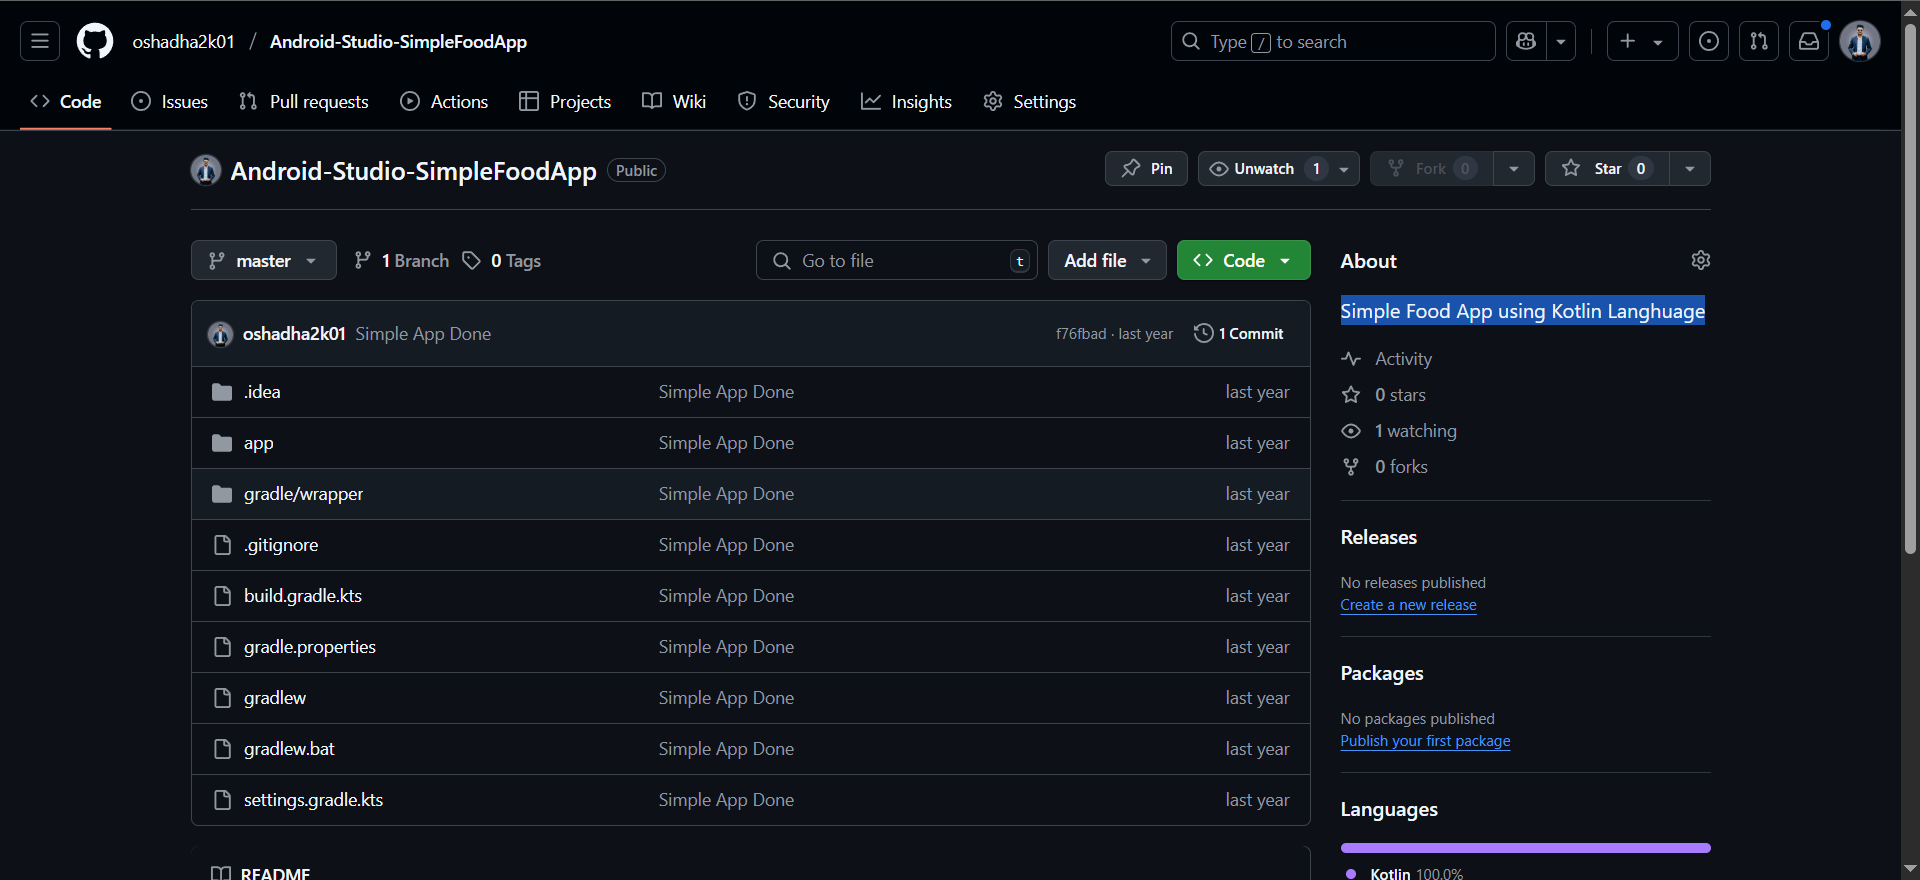 oshadha2k01 / Android-Studio-SimpleFoodApp
Type / to search
Code Issues Pull requests Actions Projects Wiki Security Insights Settings
Android-Studio-SimpleFoodApp Public
Pin Unwatch 1 Fork 0 Star 0
master 1 Branch 0 Tags Go to file t Add file Code
oshadha2k01 Simple App Done f76fbad · last year 1 Commit
.idea Simple App Done last year
app Simple App Done last year
gradle/wrapper Simple App Done last year
.gitignore Simple App Done last year
build.gradle.kts Simple App Done last year
gradle.properties Simple App Done last year
gradlew Simple App Done last year
gradlew.bat Simple App Done last year
settings.gradle.kts Simple App Done last year
README
About
Simple Food App using Kotlin Langhuage
Activity
0 stars
1 watching
0 forks
Releases
No releases published
Create a new release
Packages
No packages published
Publish your first package
Languages
Kotlin 100.0%